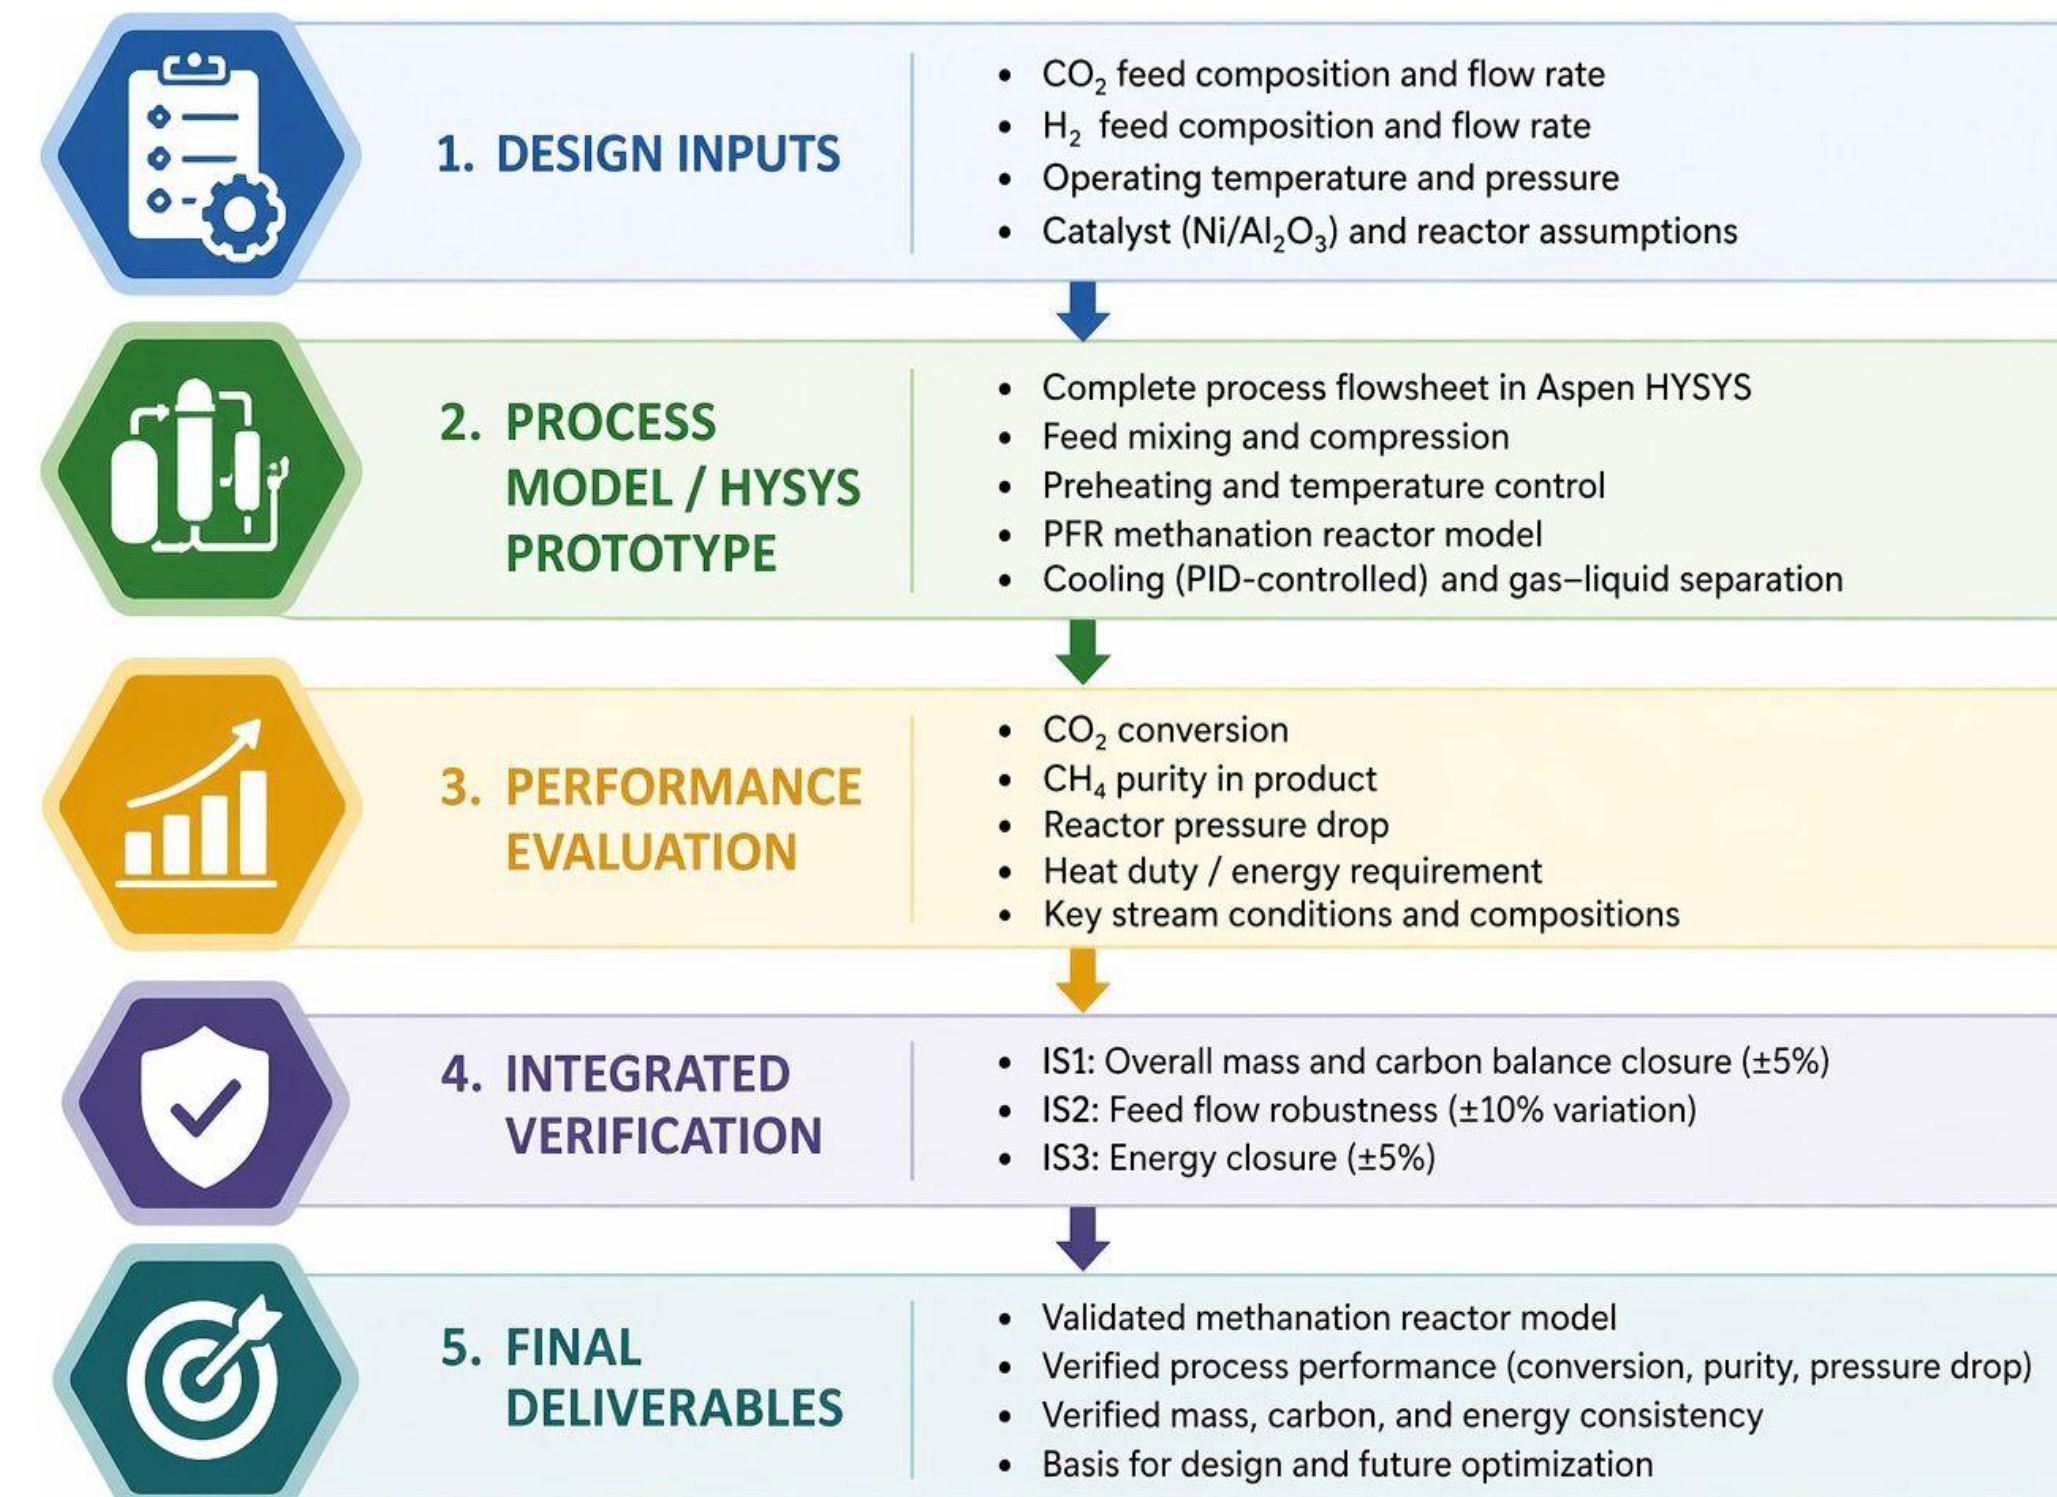 1. DESIGN INPUTS
• CO₂ feed composition and flow rate
• H₂ feed composition and flow rate
• Operating temperature and pressure
• Catalyst (Ni/Al₂O₃) and reactor assumptions
2. PROCESS
MODEL / HYSYS
PROTOTYPE
• Complete process flowsheet in Aspen HYSYS
• Feed mixing and compression
• Preheating and temperature control
• PFR methanation reactor model
• Cooling (PID-controlled) and gas–liquid separation
3. PERFORMANCE
EVALUATION
• CO₂ conversion
• CH₄ purity in product
• Reactor pressure drop
• Heat duty / energy requirement
• Key stream conditions and compositions
4. INTEGRATED
VERIFICATION
• IS1: Overall mass and carbon balance closure (±5%)
• IS2: Feed flow robustness (±10% variation)
• IS3: Energy closure (±5%)
5. FINAL
DELIVERABLES
• Validated methanation reactor model
• Verified process performance (conversion, purity, pressure drop)
• Verified mass, carbon, and energy consistency
• Basis for design and future optimization